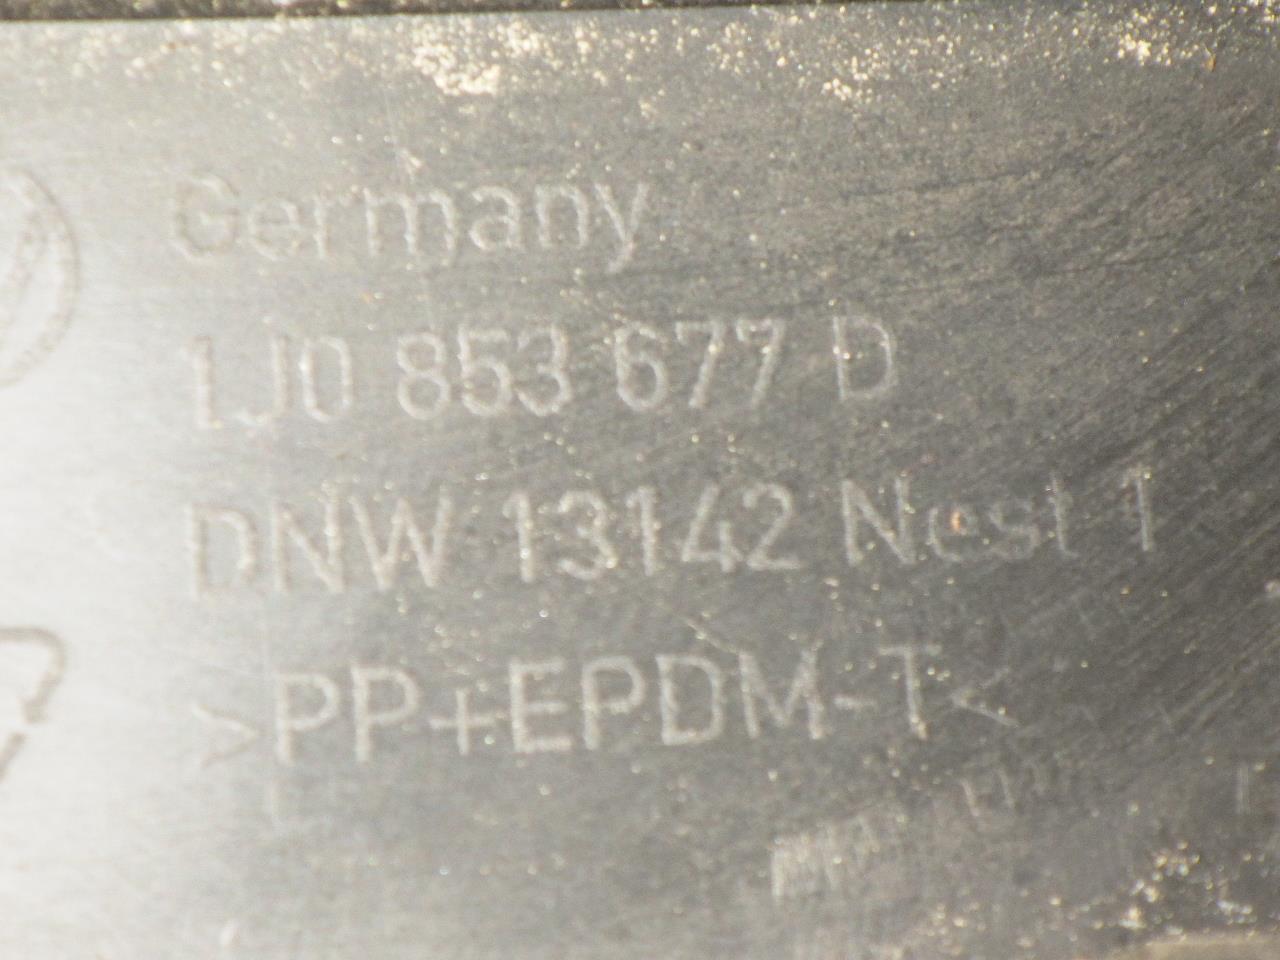 Germany
1J0 853 677 D
DNW 13142 Nest 1
>PP+EPDM-T<